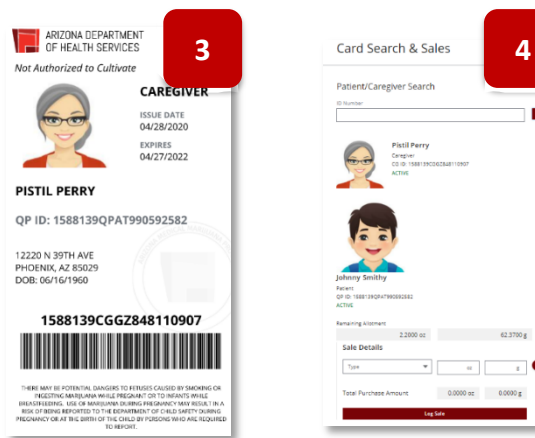 ARIZONA DEPARTMENT
OF HEALTH SERVICES
3
Not Authorized to Cultivate
CAREGIVER
ISSUE DATE
04/28/2020
EXPIRES
04/27/2022
PISTIL PERRY
QP ID: 1588139QPAT990592582
12220 N 39TH AVE
PHOENIX, AZ 85029
DOB: 06/16/1960
1588139CGGZ848110907
THERE MAY BE POTENTIAL DANGERS TO FETUSES CAUSED BY SMOKING OR
INGESTING MARIJUANA WHILE PREGNANT OR TO INFANTS WHILE
BREASTFEEDING. USE OF MARIJUANA DURING PREGNANCY MAY RESULT IN A
RISK OF BEING REPORTED TO THE DEPARTMENT OF CHILD SAFETY DURING
PREGNANCY OR AT THE BIRTH OF THE CHILD BY PERSONS WHO ARE REQUIRED
TO REPORT.
4
Card Search & Sales
Patient/Caregiver Search
ID Number
Pistil Perry
Caregiver
CG ID: 1588139CGGZ848110907
ACTIVE
Johnny Smithy
Patient
QP ID: 1588139QPAT990592582
ACTIVE
Remaining Allotment
2.2000 oz
62.3700 g
Sale Details
Type
oz
g
Total Purchase Amount
0.0000 oz
0.0000 g
Log Sale